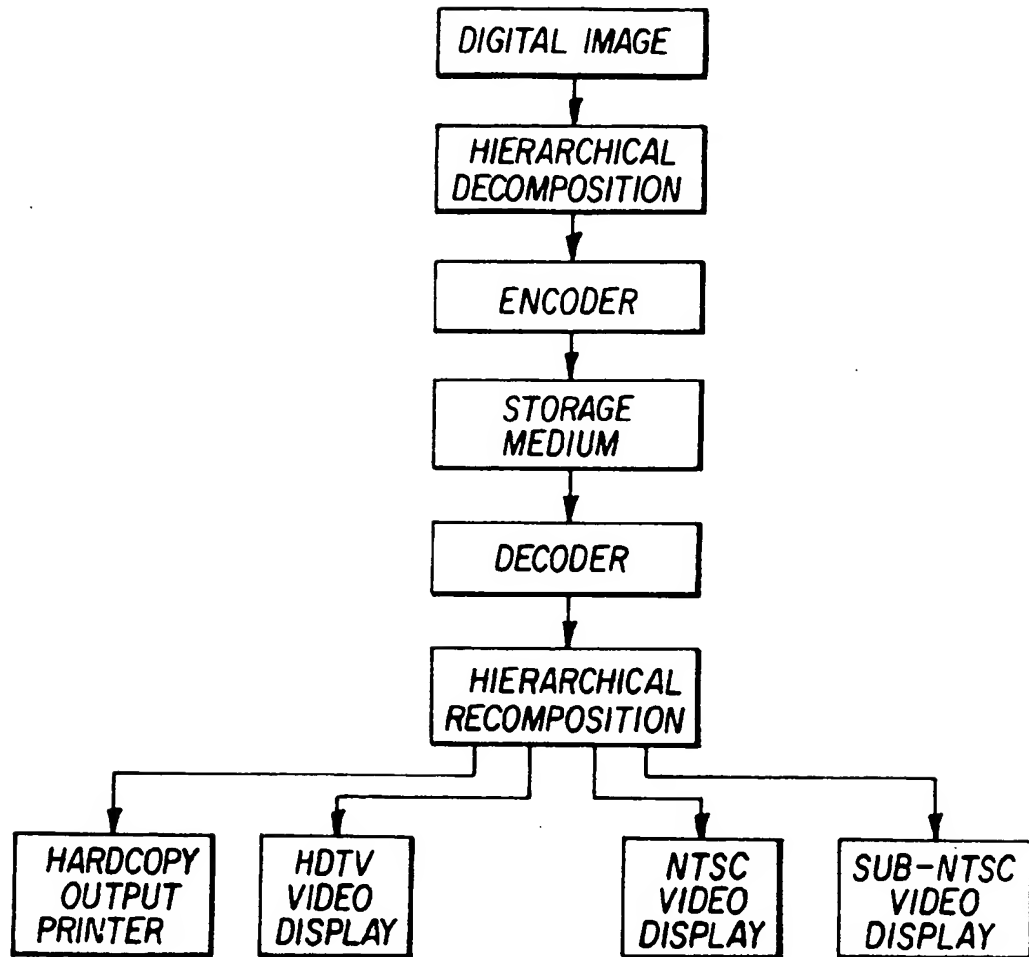 DIGITAL IMAGE
HIERARCHICAL
DECOMPOSITION
ENCODER
STORAGE
MEDIUM
DECODER
HIERARCHICAL
RECOMPOSITION
HARDCOPY
OUTPUT
PRINTER
HDTV
VIDEO
DISPLAY
NTSC
VIDEO
DISPLAY
SUB-NTSC
VIDEO
DISPLAY